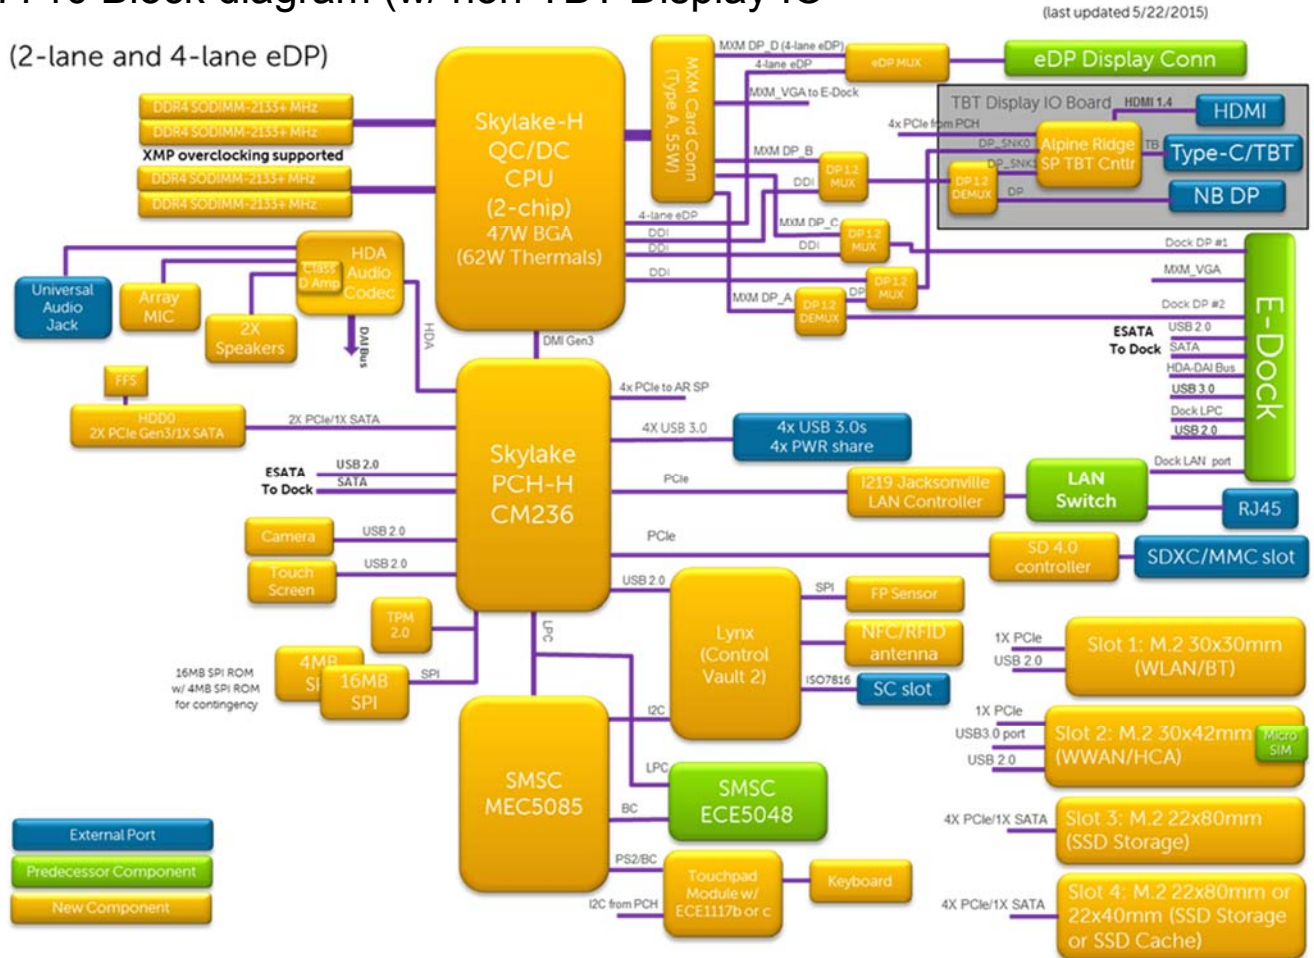 Block diagram (w/ non-TBT Display IO
(last updated 5/22/2015)
(2-lane and 4-lane eDP)
DDR4 SODIMM-2133+ MHz
DDR4 SODIMM-2133+ MHz
XMP overclocking supported
DDR4 SODIMM-2133+ MHz
DDR4 SODIMM-2133+ MHz
Skylake-H
QC/DC
CPU
(2-chip)
47W BGA
(62W Thermals)
MXM Card Conn
(Type A, 55W)
MXM DP_D (4-lane eDP)
4-lane eDP
MXM_VGA to E-Dock
eDP MUX
eDP Display Conn
TBT Display IO Board
HDMI 1.4
HDMI
4x PCIe from PCH
DP_SNK0
DP_SNK1
Alpine Ridge
SP TBT Cntlr
TB
Type-C/TBT
DP 1.2
DEMUX
DP
NB DP
MXM DP_B
DDI
DP 1.2
MUX
4-lane eDP
DDI
DDI
DDI
MXM DP_C
DDI
DP 1.2
MUX
MXM DP_A
DP 1.2
DEMUX
DP
DP 1.2
MUX
Dock DP #1
MXM_VGA
Dock DP #2
ESATA
To Dock
USB 2.0
SATA
HDA-DAI Bus
USB 3.0
Dock LPC
USB 2.0
Dock LAN port
E-Dock
HDA
Audio
Codec
Class
D Amp
Universal
Audio
Jack
Array
MIC
2X
Speakers
DAI Bus
HDA
DMI Gen3
FFS
HDD0
2X PCIe Gen3/1X SATA
2X PCIe/1X SATA
ESATA
To Dock
USB 2.0
SATA
Camera
USB 2.0
Touch
Screen
USB 2.0
Skylake
PCH-H
CM236
4x PCIe to AR SP
4X USB 3.0
4x USB 3.0s
4x PWR share
PCIe
I219 Jacksonville
LAN Controller
LAN
Switch
RJ45
PCIe
SD 4.0
controller
SDXC/MMC slot
USB 2.0
Lynx
(Control
Vault 2)
SPI
FP Sensor
NFC/RFID
antenna
ISO7816
SC slot
TPM
2.0
16MB SPI ROM
w/ 4MB SPI ROM
for contingency
4MB
16MB
SPI
SPI
LPC
SMSC
MEC5085
I2C
LPC
BC
SMSC
ECE5048
PS2/BC
I2C from PCH
Touchpad
Module w/
ECE1117b or c
Keyboard
1X PCIe
USB 2.0
Slot 1: M.2 30x30mm
(WLAN/BT)
1X PCIe
USB3.0 port
USB 2.0
Slot 2: M.2 30x42mm
(WWAN/HCA)
Micro
SIM
4X PCIe/1X SATA
Slot 3: M.2 22x80mm
(SSD Storage)
4X PCIe/1X SATA
Slot 4: M.2 22x80mm or
22x40mm (SSD Storage
or SSD Cache)
External Port
Predecessor Component
New Component